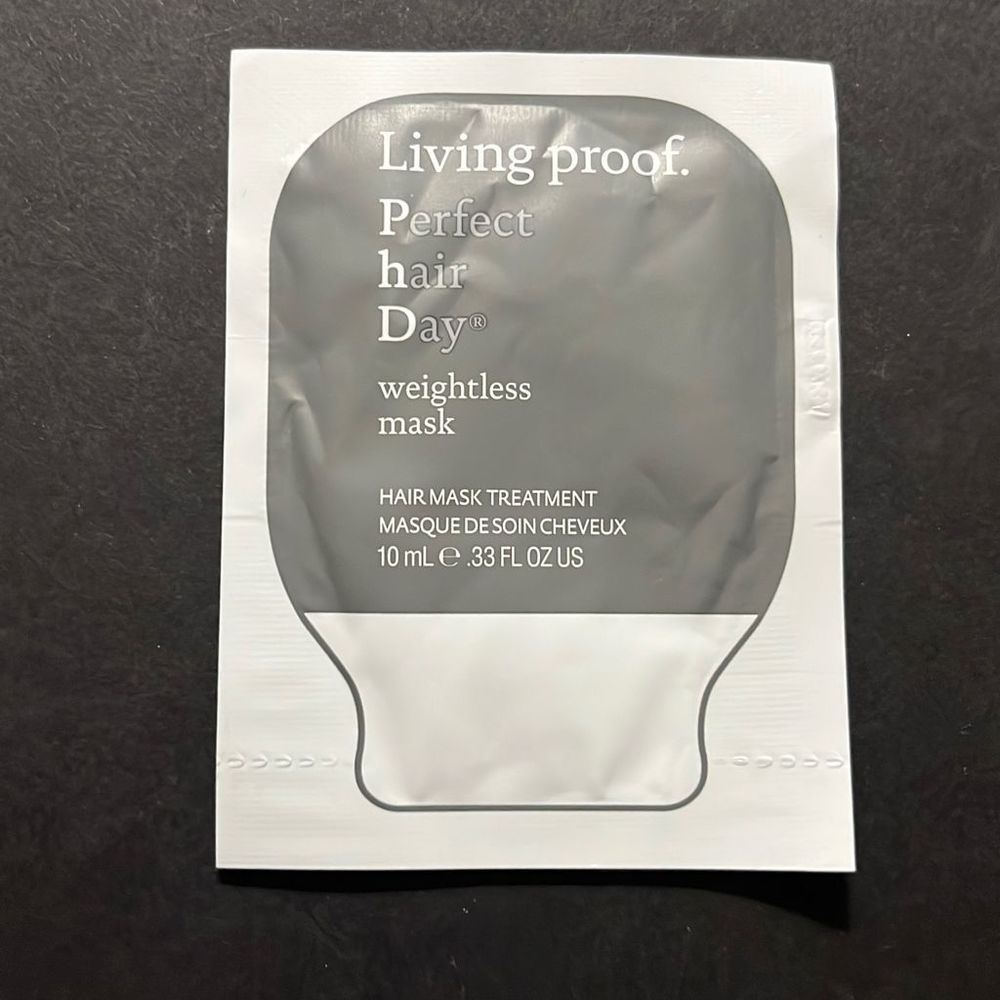 Living proof.
Perfect
hair
Day®
weightless
mask
HAIR MASK TREATMENT
MASQUE DE SOIN CHEVEUX
10 mL ℮ .33 FL OZ US